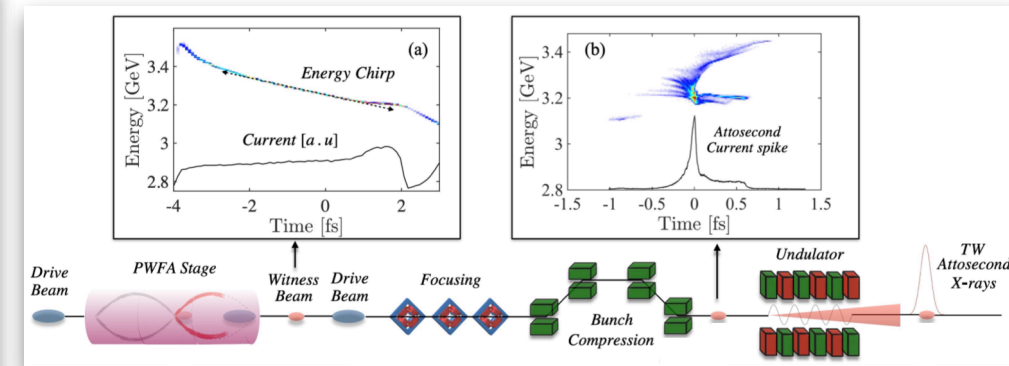 (a)
Energy Chirp
Current [a.u]
Energy [GeV]
3.4
3.2
3
2.8
-4
-2
0
2
Time [fs]
(b)
Attosecond
Current spike
Energy [GeV]
3.4
3.2
3
2.8
-1.5
-1
-0.5
0
0.5
1
1.5
Time [fs]
Drive
Beam
PWFA Stage
Witness
Beam
Drive
Beam
Focusing
Bunch
Compression
Undulator
TW
Attosecond
X-rays